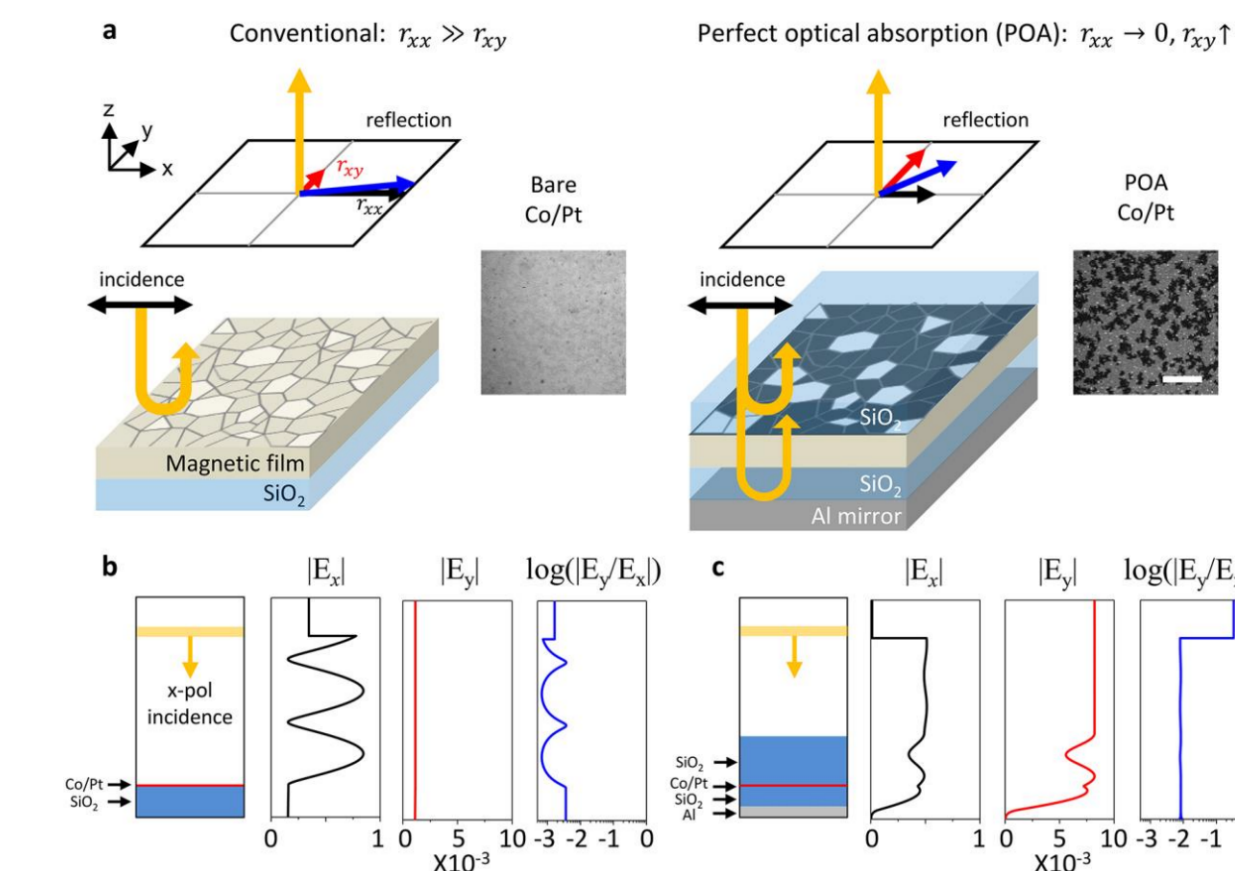 a
Conventional: r_xx ≫ r_xy
Perfect optical absorption (POA): r_xx → 0, r_xy↑
z
y
x
reflection
r_xy
r_xx
Bare
Co/Pt
incidence
Magnetic film
SiO₂
reflection
POA
Co/Pt
incidence
SiO₂
SiO₂
Al mirror
b
|E_x|
|E_y|
log(|E_y/E_x|)
x-pol
incidence
Co/Pt
SiO₂
0 1
0 5 10
X10⁻³
-3 -2 -1 0
c
|E_x|
|E_y|
log(|E_y/E
SiO₂
Co/Pt
SiO₂
Al
0 1
0 5 10
X10⁻³
-3 -2 -1